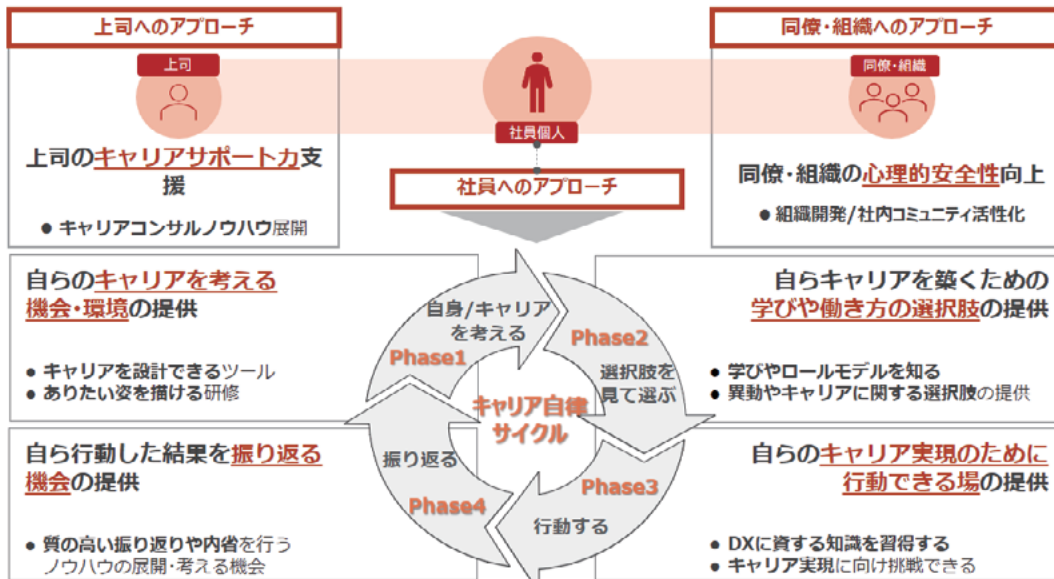 上司へのアプローチ
上司
上司のキャリアサポート力支
援
● キャリアコンサルノウハウ展開
社員個人
社員へのアプローチ
同僚・組織へのアプローチ
同僚・組織
同僚・組織の心理的安全性向上
● 組織開発/社内コミュニティ活性化
自らのキャリアを考える
機会・環境の提供
● キャリアを設計できるツール
● ありたい姿を描ける研修
自身/キャリア
を考える
Phase1
Phase2
選択肢を
見て選ぶ
自らキャリアを築くための
学びや働き方の選択肢の提供
● 学びやロールモデルを知る
● 異動やキャリアに関する選択肢の提供
キャリア自律
サイクル
自ら行動した結果を振り返る
機会の提供
● 質の高い振り返りや内省を行う
ノウハウの展開・考える機会
振り返る
Phase4
Phase3
行動する
自らのキャリア実現のために
行動できる場の提供
● DXに資する知識を習得する
● キャリア実現に向け挑戦できる